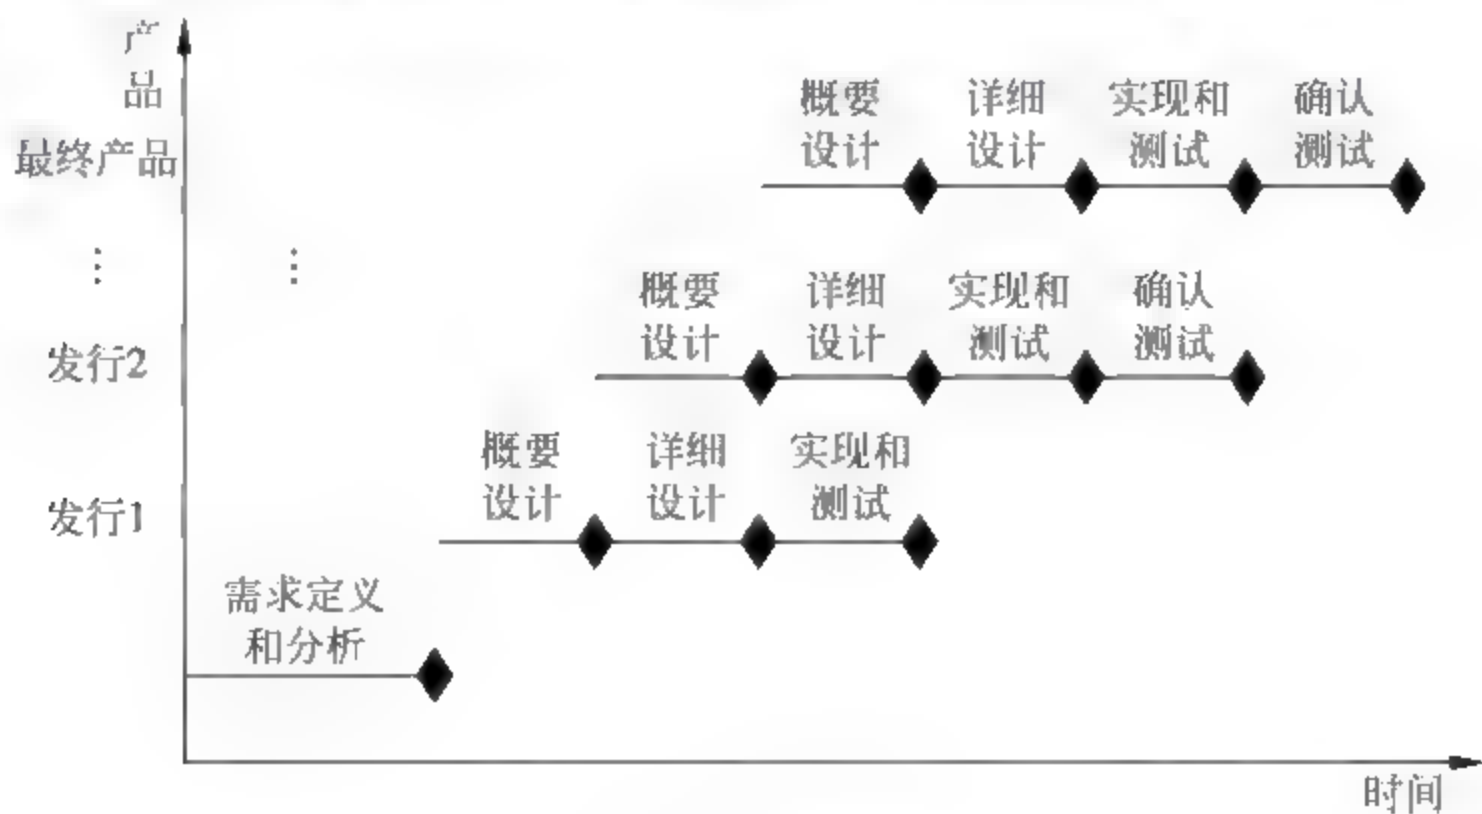 产
品
最终产品
概要
设计
详细
设计
实现和
测试
确认
测试
⋮
⋮
发行2
概要
设计
详细
设计
实现和
测试
确认
测试
发行1
概要
设计
详细
设计
实现和
测试
需求定义
和分析
时间